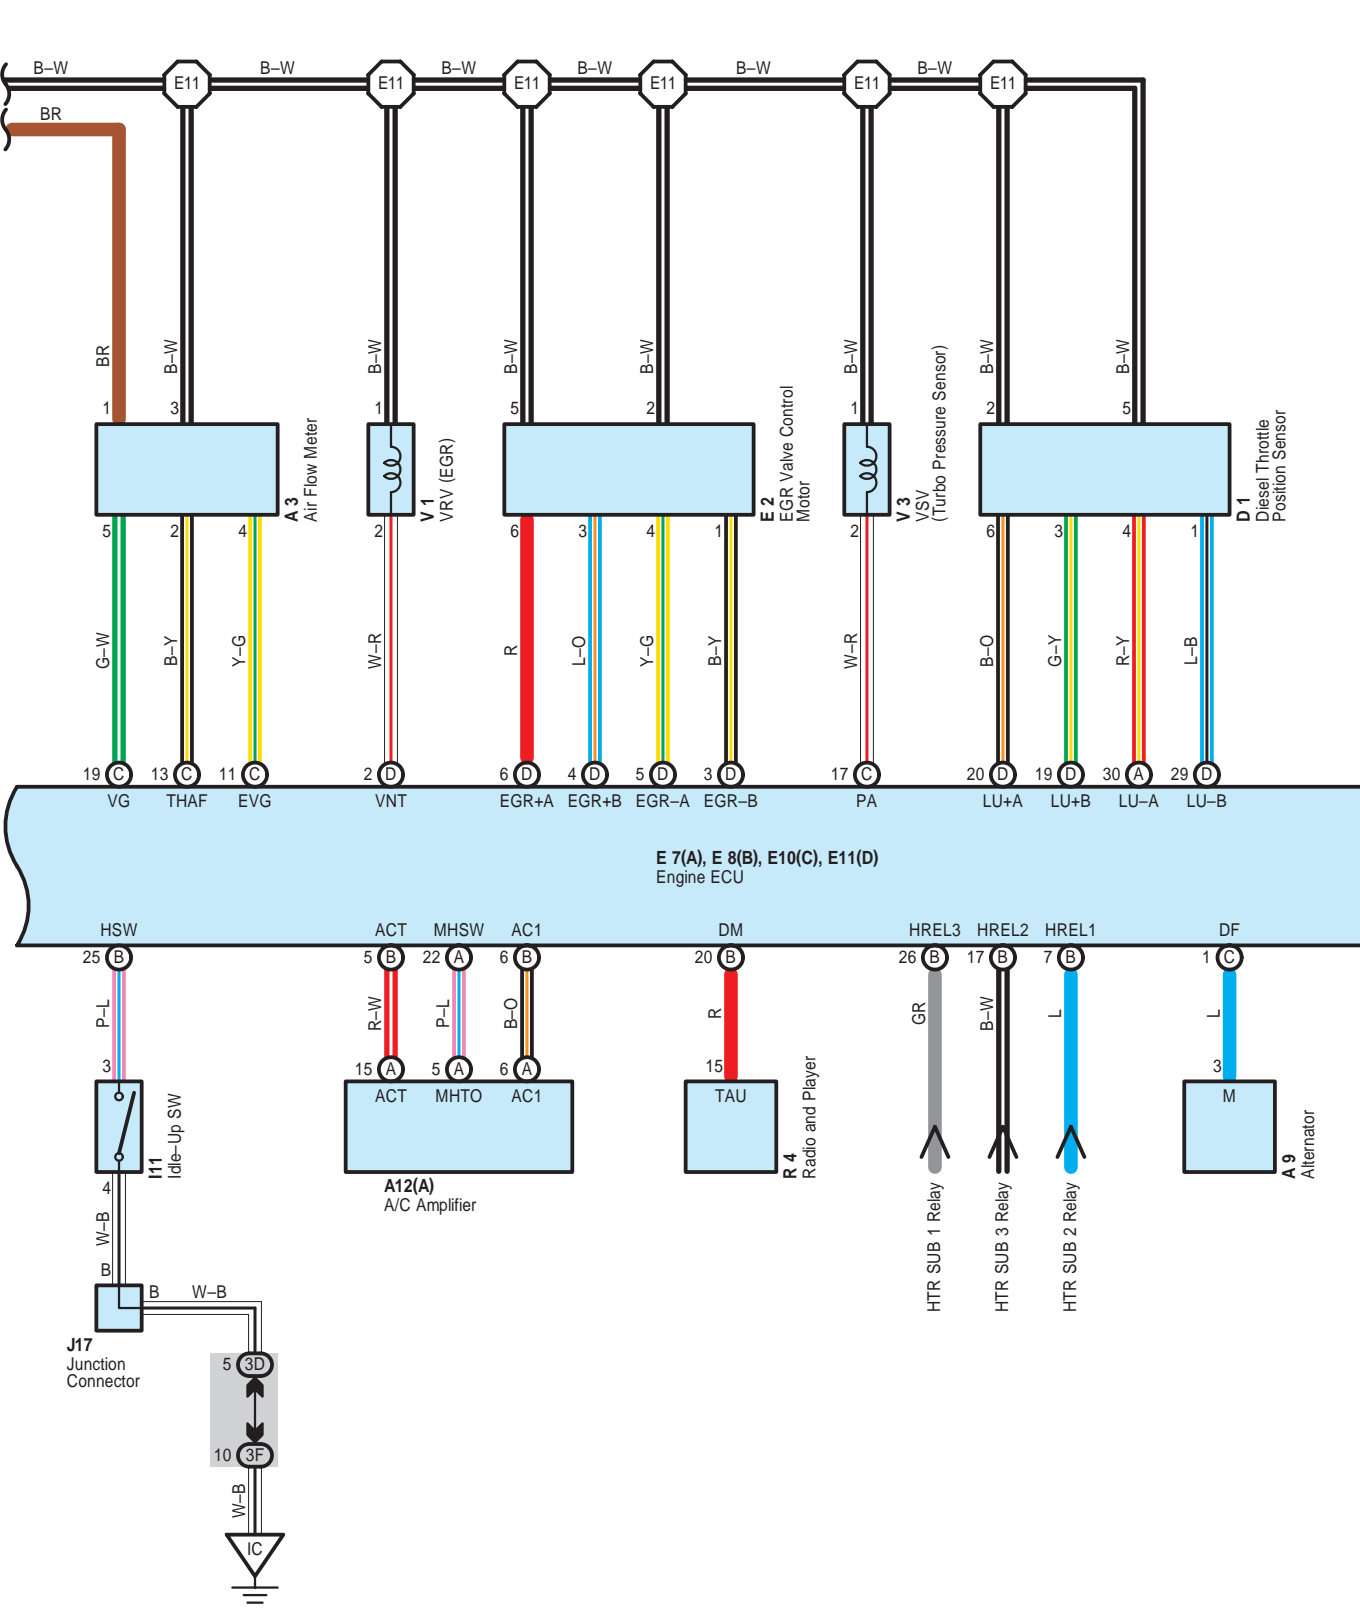 B–W B–W B–W B–W B–W B–W
E11 E11 E11 E11 E11 E11
BR
BR B–W B–W B–W B–W B–W B–W B–W
1 3 1 5 2 1 2 5
A 3
Air Flow Meter
V 1
VRV (EGR)
E 2
EGR Valve Control
Motor
V 3
VSV
(Turbo Pressure Sensor)
D 1
Diesel Throttle
Position Sensor
5 2 4 2 6 3 4 1 2 6 3 4 1
G–W B–Y Y–G W–R R L–O Y–G B–Y W–R B–O G–Y R–Y L–B
19 C 13 C 11 C 2 D 6 D 4 D 5 D 3 D 17 C 20 D 19 D 30 A 29 D
VG THAF EVG VNT EGR+A EGR+B EGR–A EGR–B PA LU+A LU+B LU–A LU–B
E 7(A), E 8(B), E10(C), E11(D)
Engine ECU
HSW ACT MHSW AC1 DM HREL3 HREL2 HREL1 DF
25 B 5 B 22 A 6 B 20 B 26 B 17 B 7 B 1 C
P–L R–W P–L B–O R GR B–W L L
3 15 A 5 A 6 A 15 3
ACT MHTO AC1 TAU M
I11
Idle–Up SW
A12(A)
A/C Amplifier
R 4
Radio and Player
HTR SUB 1 Relay
HTR SUB 3 Relay
HTR SUB 2 Relay
A 9
Alternator
4
W–B
B
B W–B
J17
Junction
Connector
5 3D
10 3F
W–B
IC